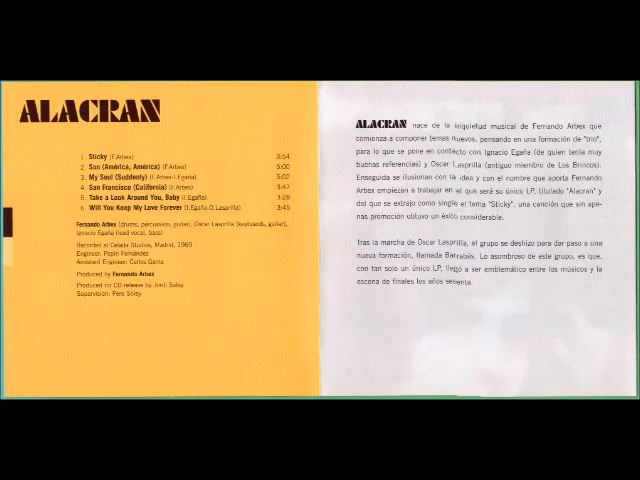 ALACRAN
1. Sticky (F.Arbex) 3:54
2. Son (América, América) (F.Arbex) 5:00
3. My Soul (Suddenly) (F.Arbex-I.Egaña) 5:02
4. San Francisco (California) (I.Arbex) 3:42
5. Take a Look Around You, Baby (I.Egaña) 3:28
6. Will You Keep My Love Forever (I.Egaña-O.Lasprilla) 3:45
Fernando Arbex (drums, percussion, guitar), Oscar Lasprilla (keyboards, guitar),
Ignacio Egaña (lead vocal, bass)
Recorded at Celada Studios, Madrid, 1969
Engineer: Pepin Fernández
Assistant Engineer: Carlos Gama
Produced by Fernando Arbex
Produced for CD release by Jordi Soley
Supervision: Pere Soley
ALACRAN nace de la inquietud musical de Fernando Arbex que
comienza a componer temas nuevos, pensando en una formación de "trio",
para lo que se pone en contacto con Ignacio Egaña (de quien tenía muy
buenas referencias) y Oscar Lasprilla (antiguo miembro de Los Brincos).
Enseguida se ilusionan con la idea y con el nombre que aporta Fernando
Arbex empiezan a trabajar en el que será su único LP, titulado "Alacran" y
del que se extrajo como single el tema "Sticky", una canción que sin ape-
nas promoción obtuvo un éxito considerable.
Tras la marcha de Oscar Lasprilla, el grupo se deshizo para dar paso a una
nueva formación, llamada Barrabás. Lo asombroso de este grupo, es que,
con tan solo un único LP, llegó a ser emblemático entre los músicos y la
escena de finales los años sesenta.